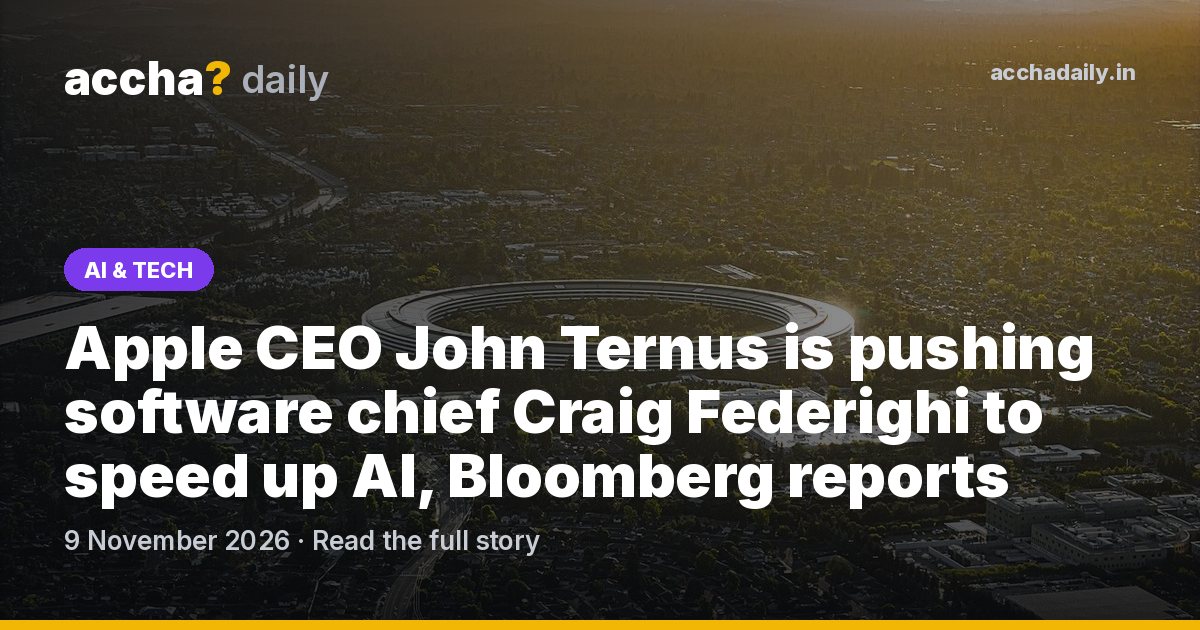 accha? daily
acchadaily.in
AI & TECH
Apple CEO John Ternus is pushing
software chief Craig Federighi to
speed up AI, Bloomberg reports
9 November 2026 · Read the full story